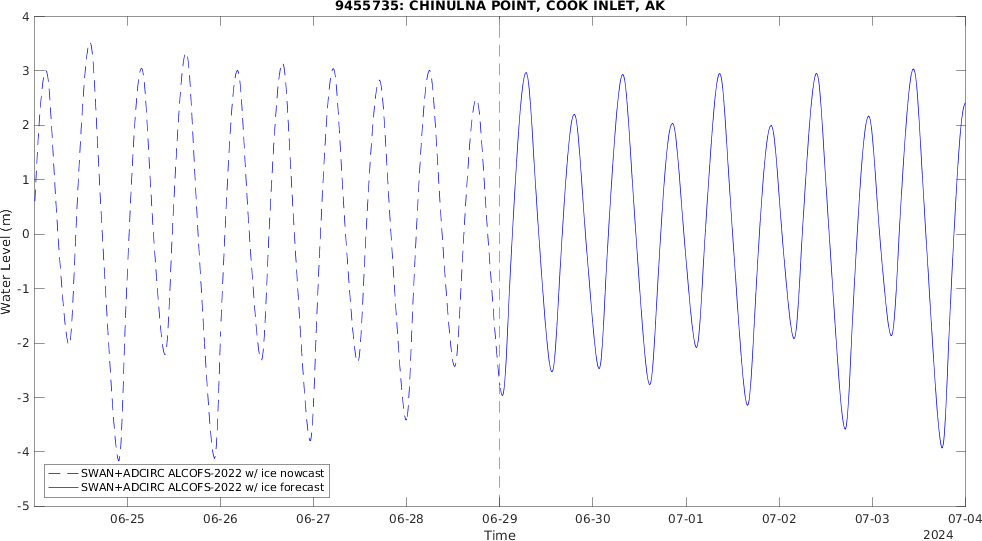 9455735: CHINULNA POINT, COOK INLET, AK
4
3
2
1
0
-1
-2
-3
-4
-5
Water Level (m)
SWAN+ADCIRC ALCOFS-2022 w/ ice nowcast
SWAN+ADCIRC ALCOFS-2022 w/ ice forecast
06-25 06-26 06-27 06-28 06-29 06-30 07-01 07-02 07-03 07-04
Time
2024